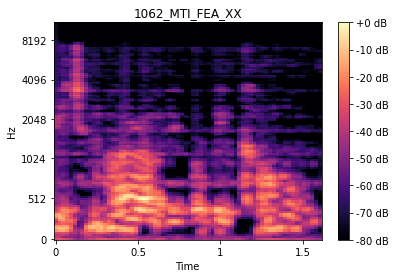 1062_MTI_FEA_XX
+0 dB
8192
-10 dB
4096
-20 dB
-30 dB
2048
Hz
-40 dB
1024
-50 dB
512
-60 dB
-70 dB
0
-80 dB
0
0.5
1
1.5
Time